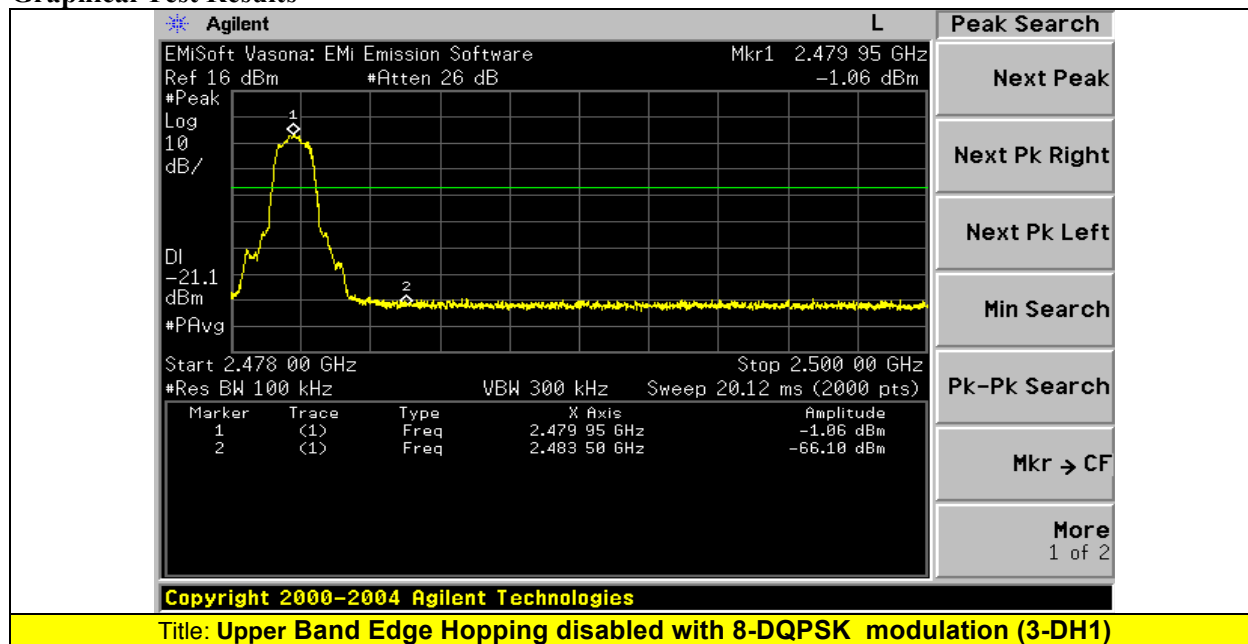 Graphical Test Results
Agilent L Peak Search
EMiSoft Vasona: EMi Emission Software Mkr1 2.479 95 GHz
Ref 16 dBm #Atten 26 dB -1.06 dBm
#Peak
Log
10
dB/
1
DI
-21.1
dBm
2
#PAvg
Start 2.478 00 GHz Stop 2.500 00 GHz
#Res BW 100 kHz VBW 300 kHz Sweep 20.12 ms (2000 pts)
Marker Trace Type X Axis Amplitude
1 (1) Freq 2.479 95 GHz -1.06 dBm
2 (1) Freq 2.483 50 GHz -66.10 dBm
Next Peak
Next Pk Right
Next Pk Left
Min Search
Pk-Pk Search
Mkr → CF
More
1 of 2
Copyright 2000-2004 Agilent Technologies
Title: Upper Band Edge Hopping disabled with 8-DQPSK modulation (3-DH1)